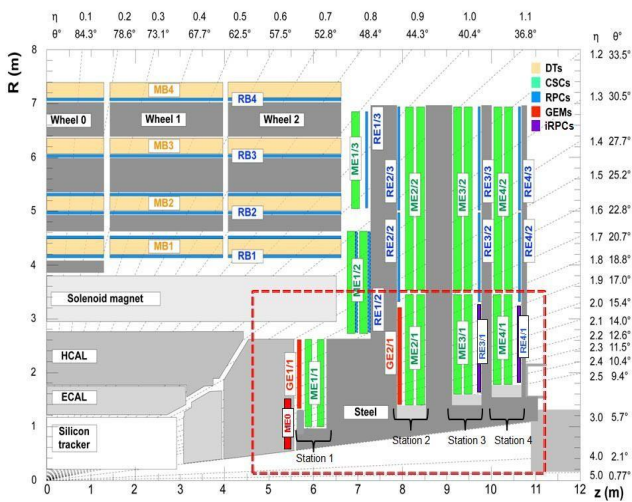 η 0.1 0.2 0.3 0.4 0.5 0.6 0.7 0.8 0.9 1.0 1.1 η θ°
θ° 84.3° 78.6° 73.1° 67.7° 62.5° 57.5° 52.8° 48.4° 44.3° 40.4° 36.8° 1.2 33.5°
R (m)
8
7
6
5
4
3
2
1
0
DTs
CSCs
RPCs
GEMs
iRPCs
MB4
RB4
Wheel 0
Wheel 1
Wheel 2
MB3
RB3
MB2
RB2
MB1
RB1
Solenoid magnet
HCAL
ECAL
Silicon
tracker
Steel
ME0
GE1/1
ME1/1
ME1/2
ME1/3
RE1/2
RE1/3
GE2/1
ME2/1
ME2/2
RE2/2
RE2/3
ME3/1
ME3/2
RE3/1
RE3/2
RE3/3
ME4/1
ME4/2
RE4/1
RE4/2
RE4/3
Station 1
Station 2
Station 3
Station 4
1.3 30.5°
1.4 27.7°
1.5 25.2°
1.6 22.8°
1.7 20.7°
1.8 18.8°
1.9 17.0°
2.0 15.4°
2.1 14.0°
2.2 12.6°
2.3 11.5°
2.4 10.4°
2.5 9.4°
3.0 5.7°
4.0 2.1°
5.0 0.77°
0 1 2 3 4 5 6 7 8 9 10 11 12 z (m)